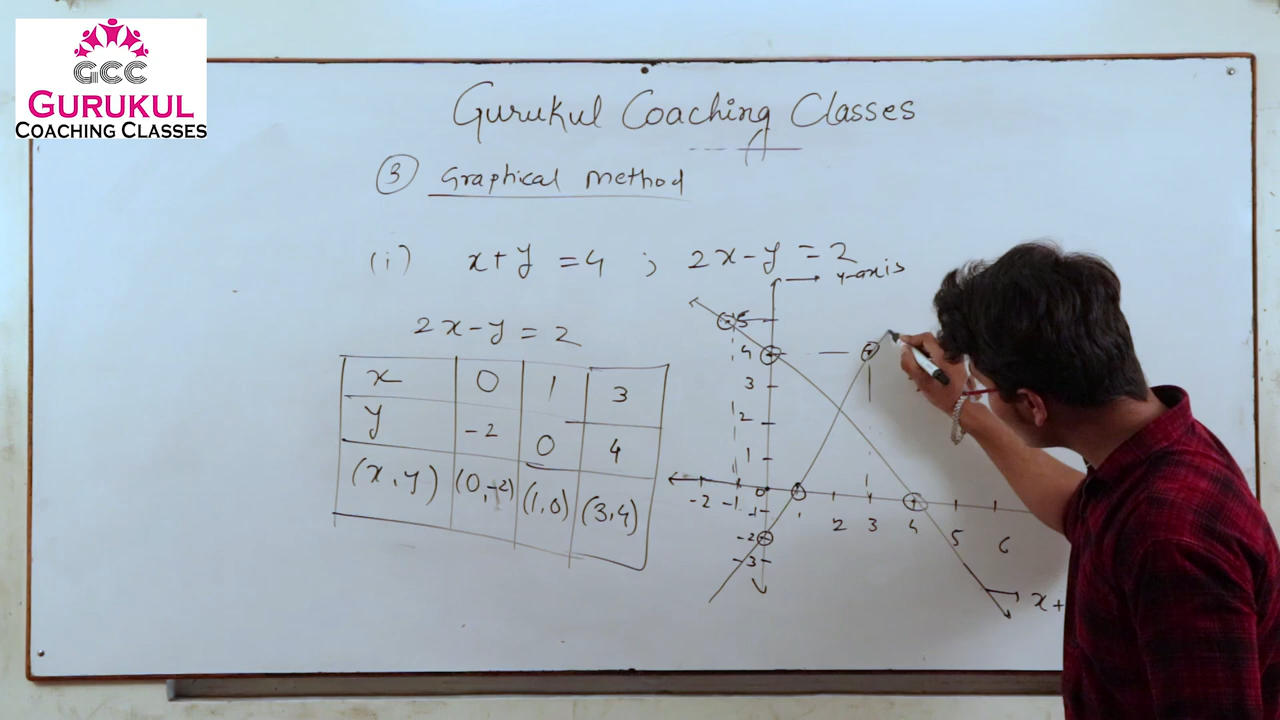 GCC
GURUKUL
COACHING CLASSES
Gurukul Coaching Classes
③ Graphical method
(i) x+y=4 ; 2x-y=2
2x-y=2
x 0 1 3
y -2 0 4
(x,y) (0,-2) (1,0) (3,4)
y-axis
5
4
3
2
1
-2 -1 0 1 2 3 4 5 6
-1
-2
-3
x+